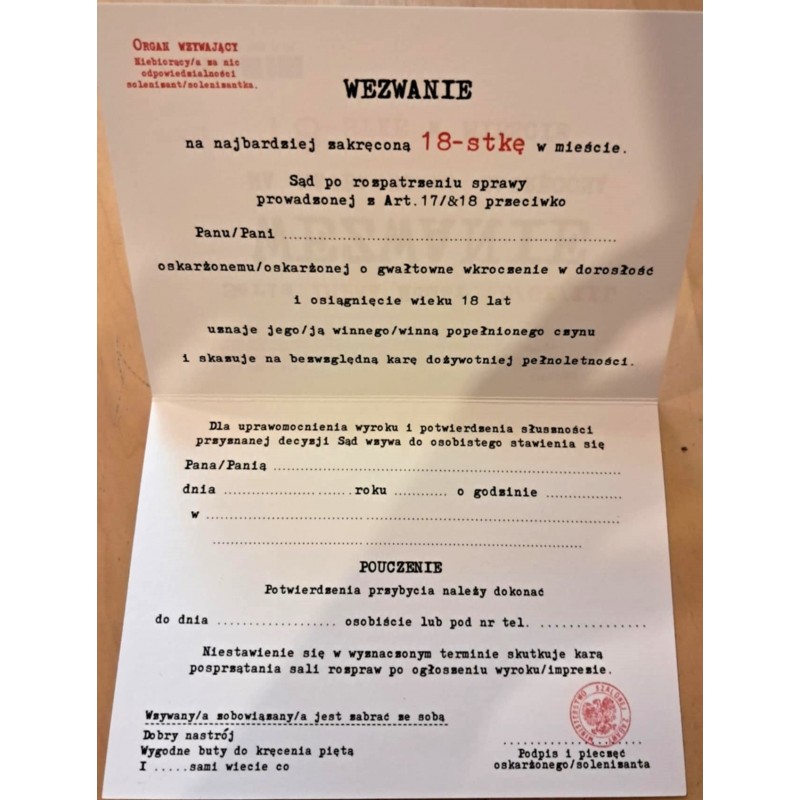 ORGAN WZYWAJĄCY
Niebiorący/a za nic
odpowiedzialności
solenizant/solenizantka.
WEZWANIE
na najbardziej zakręconą 18-stkę w mieście.
Sąd po rozpatrzeniu sprawy
prowadzonej z Art.17/&18 przeciwko
Panu/Pani ......................................................
oskarżonemu/oskarżonej o gwałtowne wkroczenie w dorosłość
i osiągnięcie wieku 18 lat
uznaje jego/ją winnego/winną popełnionego czynu
i skazuje na bezwzględną karę dożywotniej pełnoletności.
Dla uprawomocnienia wyroku i potwierdzenia słuszności
przyznanej decyzji Sąd wzywa do osobistego stawienia się
Pana/Panią ......................................................
dnia ......................roku .......... o godzinie ..............
w ..................................................................
............................................................
POUCZENIE
Potwierdzenia przybycia należy dokonać
do dnia .................. osobiście lub pod nr tel. ................
Niestawienie się w wyznaczonym terminie skutkuje karą
posprzątania sali rozpraw po ogłoszeniu wyroku/imprezie.
Wzywany/a zobowiązany/a jest zabrać ze sobą
Dobry nastrój
Wygodne buty do kręcenia piętą
I .....sami wiecie co
MINISTERSTWO SZALONEJ ZABAWY
......................
Podpis i pieczęć
oskarżonego/solenizanta